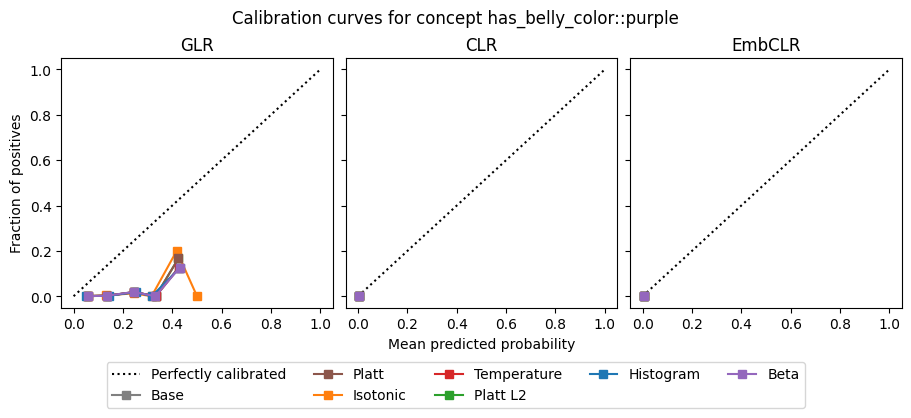 Calibration curves for concept has_belly_color::purple
GLR CLR EmbCLR
1.0
0.8
0.6
0.4
0.2
0.0
Fraction of positives
0.0 0.2 0.4 0.6 0.8 1.0 0.0 0.2 0.4 0.6 0.8 1.0 0.0 0.2 0.4 0.6 0.8 1.0
Mean predicted probability
Perfectly calibrated Platt Temperature Histogram Beta
Base Isotonic Platt L2